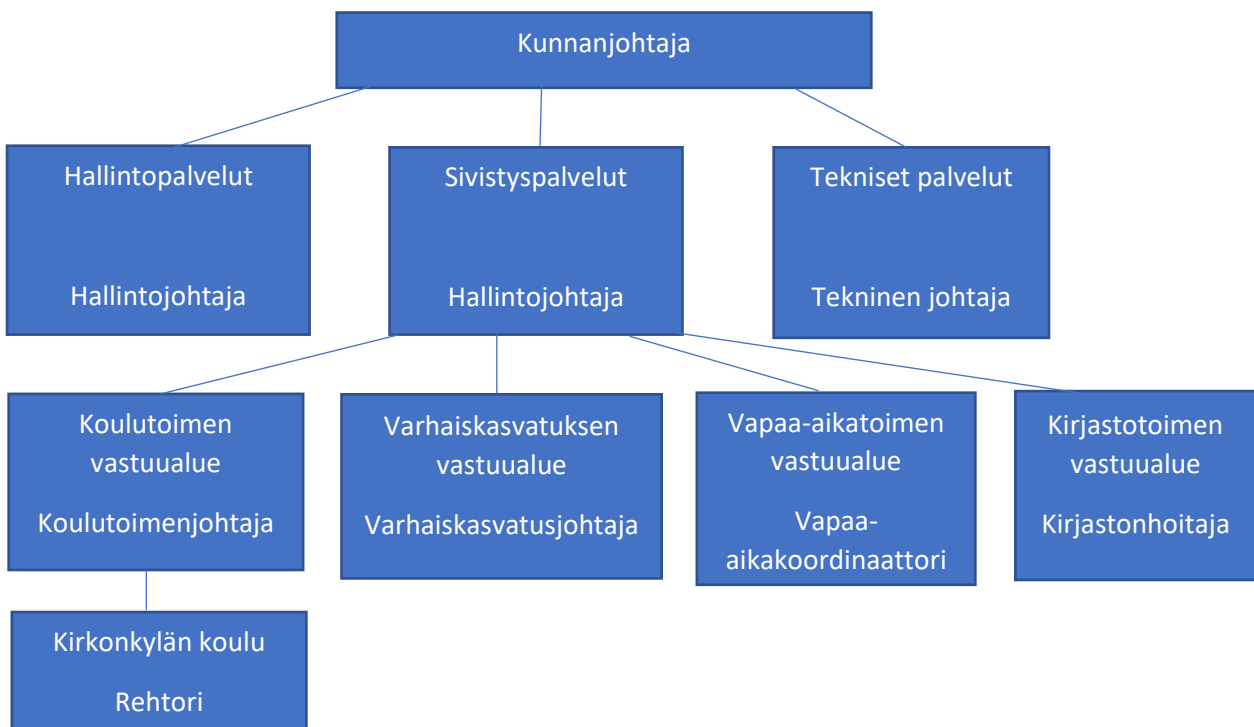 Kunnanjohtaja
Hallintopalvelut
Hallintojohtaja
Sivistyspalvelut
Hallintojohtaja
Tekniset palvelut
Tekninen johtaja
Koulutoimen
vastuualue
Koulutoimenjohtaja
Varhaiskasvatuksen
vastuualue
Varhaiskasvatusjohtaja
Vapaa-aikatoimen
vastuualue
Vapaa-
aikakoordinaattori
Kirjastotoimen
vastuualue
Kirjastonhoitaja
Kirkonkylän koulu
Rehtori